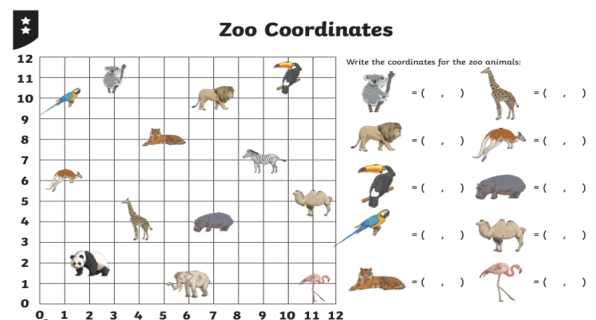 Zoo Coordinates
Write the coordinates for the zoo animals:
12
11
10
9
8
7
6
5
4
3
2
1
0
0 1 2 3 4 5 6 7 8 9 10 11 12
= ( , ) = ( , )
= ( , ) = ( , )
= ( , ) = ( , )
= ( , ) = ( , )
= ( , ) = ( , )